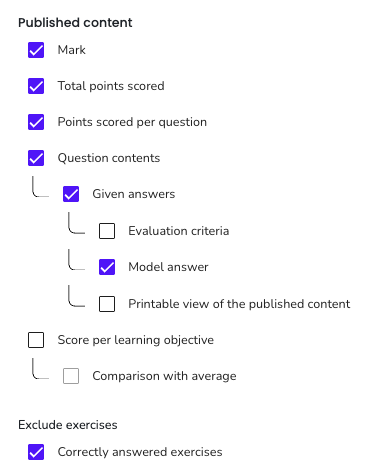 Published content
Mark
Total points scored
Points scored per question
Question contents
Given answers
Evaluation criteria
Model answer
Printable view of the published content
Score per learning objective
Comparison with average
Exclude exercises
Correctly answered exercises